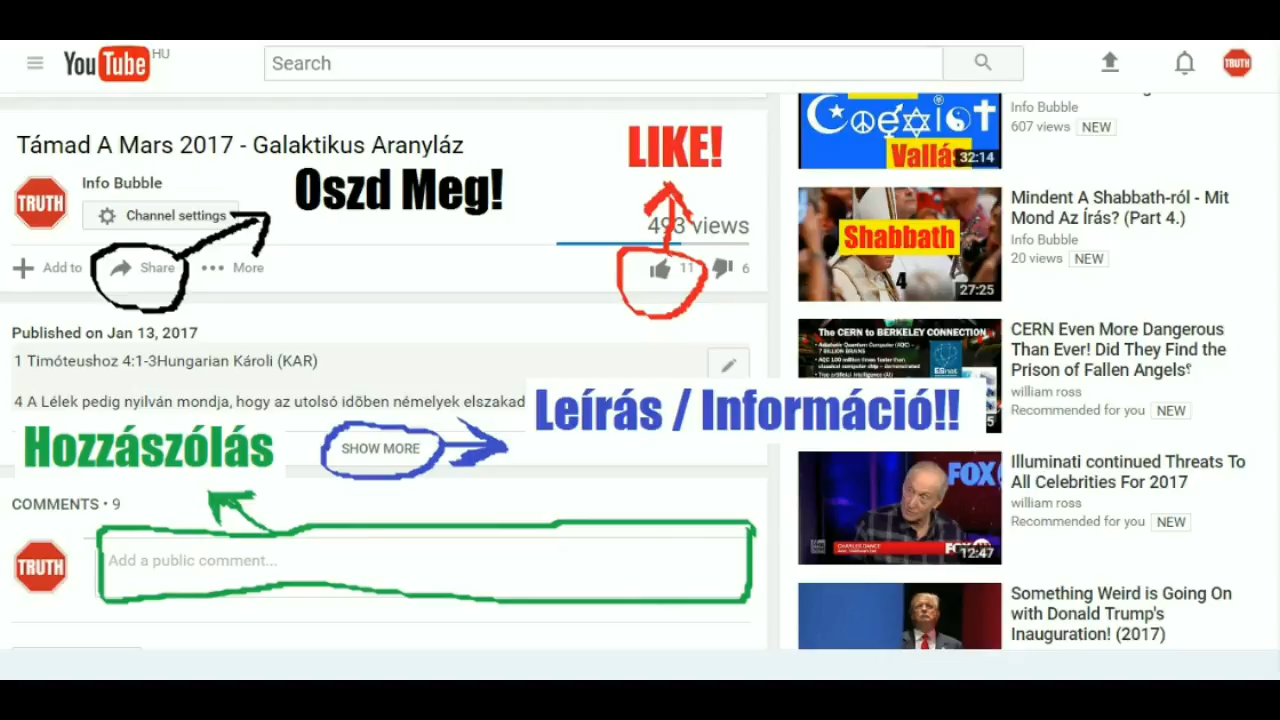 YouTube HU
Search
TRUTH
Támad A Mars 2017 - Galaktikus Aranyláz
TRUTH
Info Bubble
Channel settings
Oszd Meg!
LIKE!
493 views
Add to
Share
More
11
6
Published on Jan 13, 2017
1 Timóteushoz 4:1-3Hungarian Károli (KAR)
4 A Lélek pedig nyilván mondja, hogy az utolsó időben némelyek elszakad
Leírás / Információ!!
Hozzászólás
SHOW MORE
COMMENTS • 9
TRUTH
Add a public comment...
Coexist
Vallás
32:14
Info Bubble
607 views NEW
Shabbath
4
27:25
Mindent A Shabbath-ról - Mit
Mond Az Írás? (Part 4.)
Info Bubble
20 views NEW
The CERN to BERKELEY CONNECTION
ESnet
5
CERN Even More Dangerous
Than Ever! Did They Find the
Prison of Fallen Angels
william ross
Recommended for you NEW
FOX
CHARLES DANCE
12:47
Illuminati continued Threats To
All Celebrities For 2017
william ross
Recommended for you NEW
Something Weird is Going On
with Donald Trump's
Inauguration! (2017)